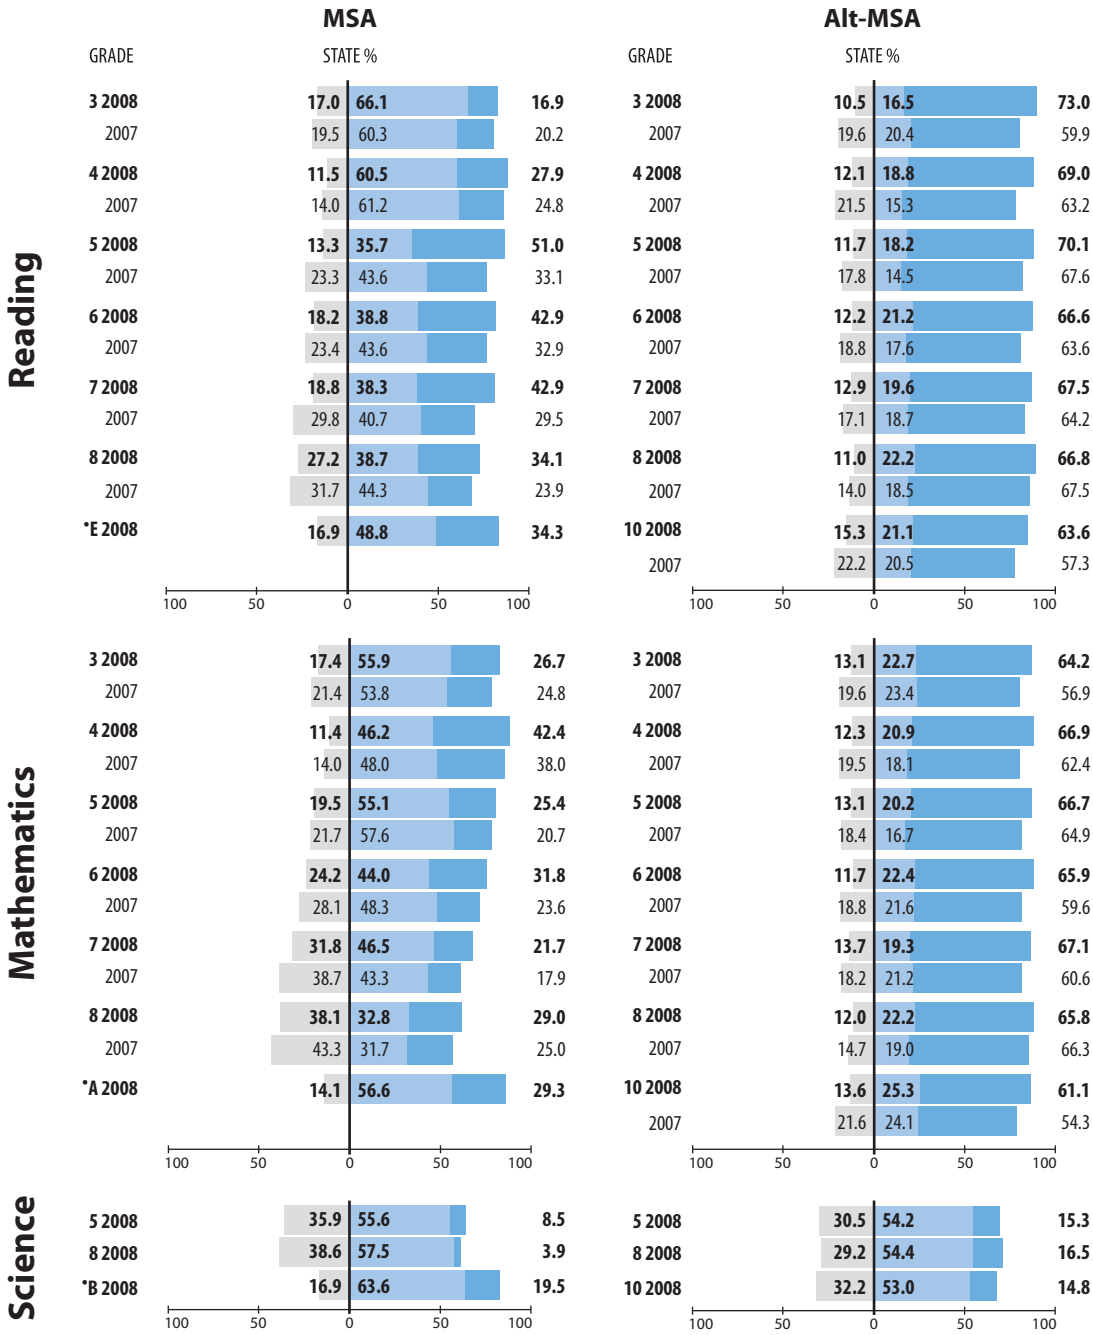 MSA Alt-MSA
GRADE STATE % GRADE STATE %
Reading
3 2008 17.0 66.1 16.9 3 2008 10.5 16.5 73.0
2007 19.5 60.3 20.2 2007 19.6 20.4 59.9
4 2008 11.5 60.5 27.9 4 2008 12.1 18.8 69.0
2007 14.0 61.2 24.8 2007 21.5 15.3 63.2
5 2008 13.3 35.7 51.0 5 2008 11.7 18.2 70.1
2007 23.3 43.6 33.1 2007 17.8 14.5 67.6
6 2008 18.2 38.8 42.9 6 2008 12.2 21.2 66.6
2007 23.4 43.6 32.9 2007 18.8 17.6 63.6
7 2008 18.8 38.3 42.9 7 2008 12.9 19.6 67.5
2007 29.8 40.7 29.5 2007 17.1 18.7 64.2
8 2008 27.2 38.7 34.1 8 2008 11.0 22.2 66.8
2007 31.7 44.3 23.9 2007 14.0 18.5 67.5
•E 2008 16.9 48.8 34.3 10 2008 15.3 21.1 63.6
2007 22.2 20.5 57.3
100 50 0 50 100 100 50 0 50 100
Mathematics
3 2008 17.4 55.9 26.7 3 2008 13.1 22.7 64.2
2007 21.4 53.8 24.8 2007 19.6 23.4 56.9
4 2008 11.4 46.2 42.4 4 2008 12.3 20.9 66.9
2007 14.0 48.0 38.0 2007 19.5 18.1 62.4
5 2008 19.5 55.1 25.4 5 2008 13.1 20.2 66.7
2007 21.7 57.6 20.7 2007 18.4 16.7 64.9
6 2008 24.2 44.0 31.8 6 2008 11.7 22.4 65.9
2007 28.1 48.3 23.6 2007 18.8 21.6 59.6
7 2008 31.8 46.5 21.7 7 2008 13.7 19.3 67.1
2007 38.7 43.3 17.9 2007 18.2 21.2 60.6
8 2008 38.1 32.8 29.0 8 2008 12.0 22.2 65.8
2007 43.3 31.7 25.0 2007 14.7 19.0 66.3
•A 2008 14.1 56.6 29.3 10 2008 13.6 25.3 61.1
2007 21.6 24.1 54.3
100 50 0 50 100 100 50 0 50 100
Science
5 2008 35.9 55.6 8.5 5 2008 30.5 54.2 15.3
8 2008 38.6 57.5 3.9 8 2008 29.2 54.4 16.5
•B 2008 16.9 63.6 19.5 10 2008 32.2 53.0 14.8
100 50 0 50 100 100 50 0 50 100